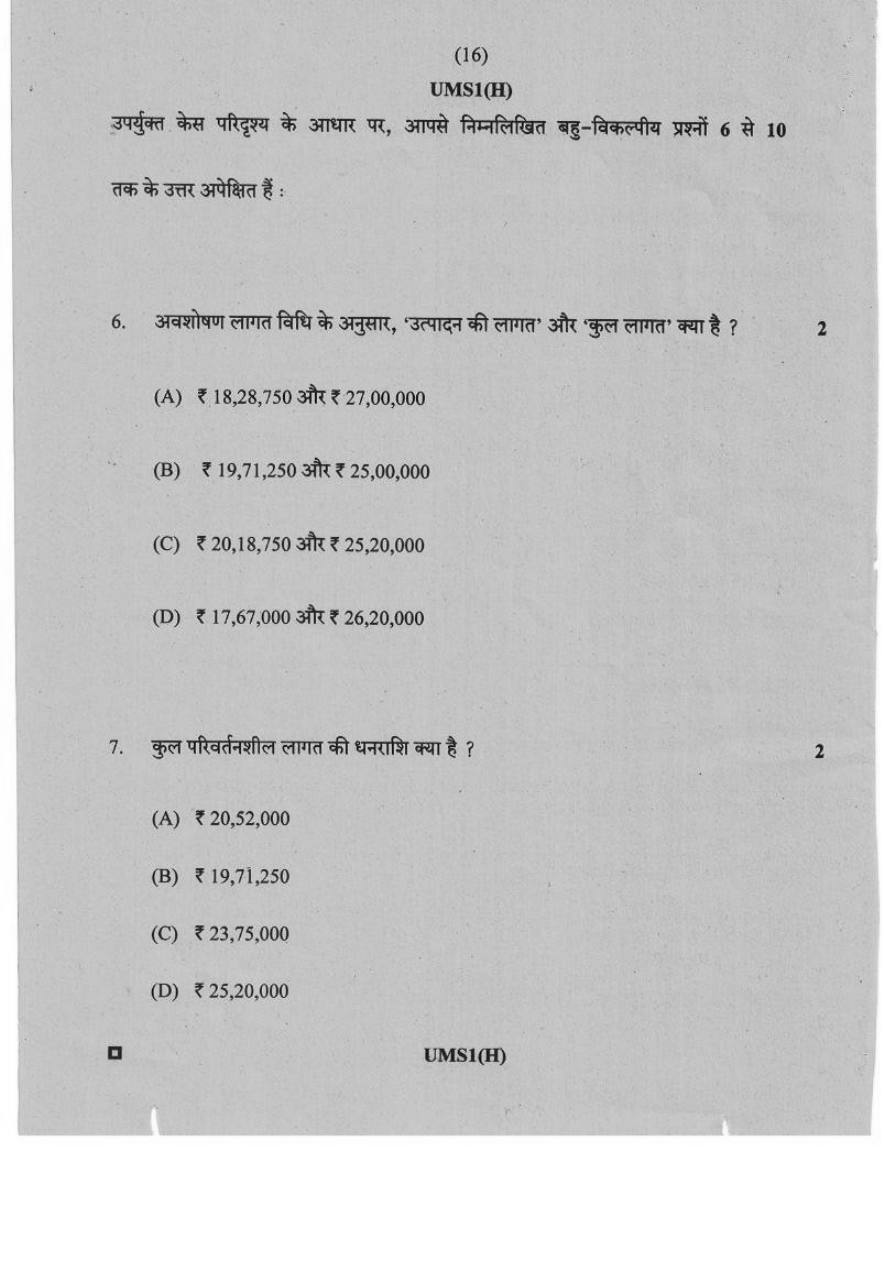 (16)
UMS1(H)
उपर्युक्त केस परिदृश्य के आधार पर, आपसे निम्नलिखित बहु-विकल्पीय प्रश्नों 6 से 10
तक के उत्तर अपेक्षित हैं :
6. अवशोषण लागत विधि के अनुसार, ‘उत्पादन की लागत’ और ‘कुल लागत’ क्या है ? 2
(A) ₹ 18,28,750 और ₹ 27,00,000
(B) ₹ 19,71,250 और ₹ 25,00,000
(C) ₹ 20,18,750 और ₹ 25,20,000
(D) ₹ 17,67,000 और ₹ 26,20,000
7. कुल परिवर्तनशील लागत की धनराशि क्या है ? 2
(A) ₹ 20,52,000
(B) ₹ 19,71,250
(C) ₹ 23,75,000
(D) ₹ 25,20,000
UMS1(H)